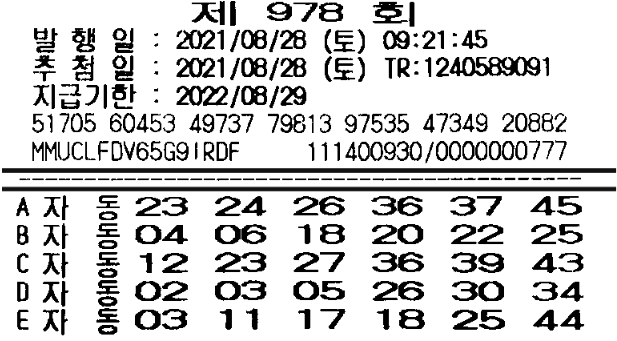 제 978 회
발 행 일 : 2021/08/28 (토) 09:21:45
추 첨 일 : 2021/08/28 (토) TR:1240589091
지급기한 : 2022/08/29
51705 60453 49737 79813 97535 47349 20882
MMUCLFDV65G9IRDF 111400930/0000000777
A 자 동 23 24 26 36 37 45
B 자 동 04 06 18 20 22 25
C 자 동 12 23 27 36 39 43
D 자 동 02 03 05 26 30 34
E 자 동 03 11 17 18 25 44